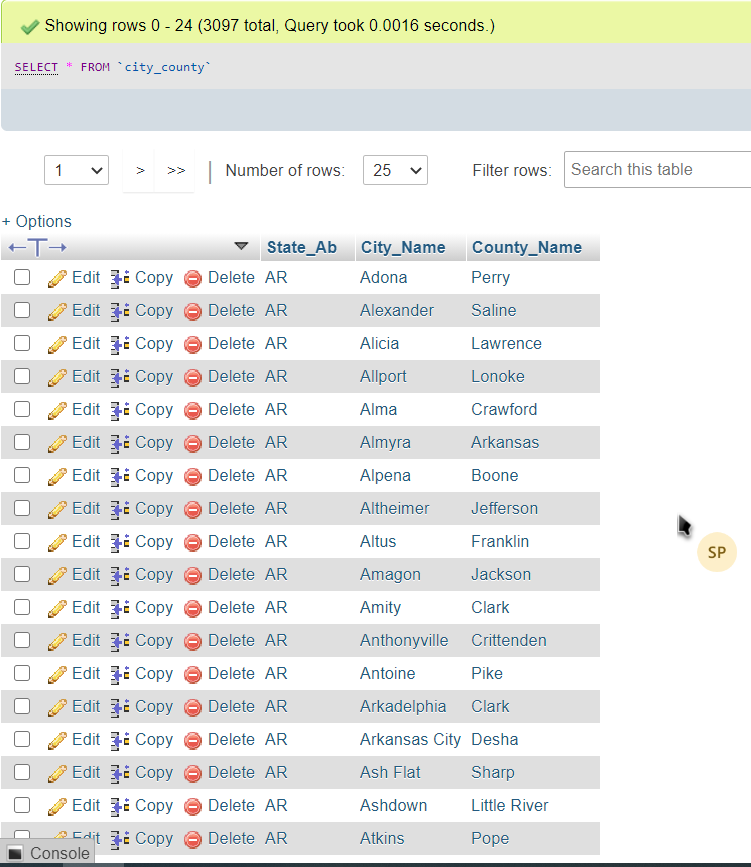 Showing rows 0 - 24 (3097 total, Query took 0.0016 seconds.)
SELECT * FROM `city_county`
1 > >> | Number of rows: 25 Filter rows: Search this table
+ Options
←T→ State_Ab City_Name County_Name
Edit Copy Delete AR Adona Perry
Edit Copy Delete AR Alexander Saline
Edit Copy Delete AR Alicia Lawrence
Edit Copy Delete AR Allport Lonoke
Edit Copy Delete AR Alma Crawford
Edit Copy Delete AR Almyra Arkansas
Edit Copy Delete AR Alpena Boone
Edit Copy Delete AR Altheimer Jefferson
Edit Copy Delete AR Altus Franklin
SP
Edit Copy Delete AR Amagon Jackson
Edit Copy Delete AR Amity Clark
Edit Copy Delete AR Anthonyville Crittenden
Edit Copy Delete AR Antoine Pike
Edit Copy Delete AR Arkadelphia Clark
Edit Copy Delete AR Arkansas City Desha
Edit Copy Delete AR Ash Flat Sharp
Edit Copy Delete AR Ashdown Little River
Edit Copy Delete AR Atkins Pope
Console